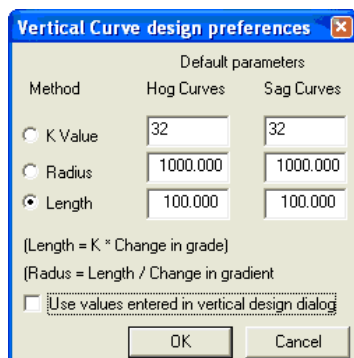 Vertical Curve design preferences
Default parameters
Method Hog Curves Sag Curves
K Value 32 32
Radius 1000.000 1000.000
Length 100.000 100.000
(Length = K * Change in grade)
(Radus = Length / Change in gradient
Use values entered in vertical design dialog
OK Cancel